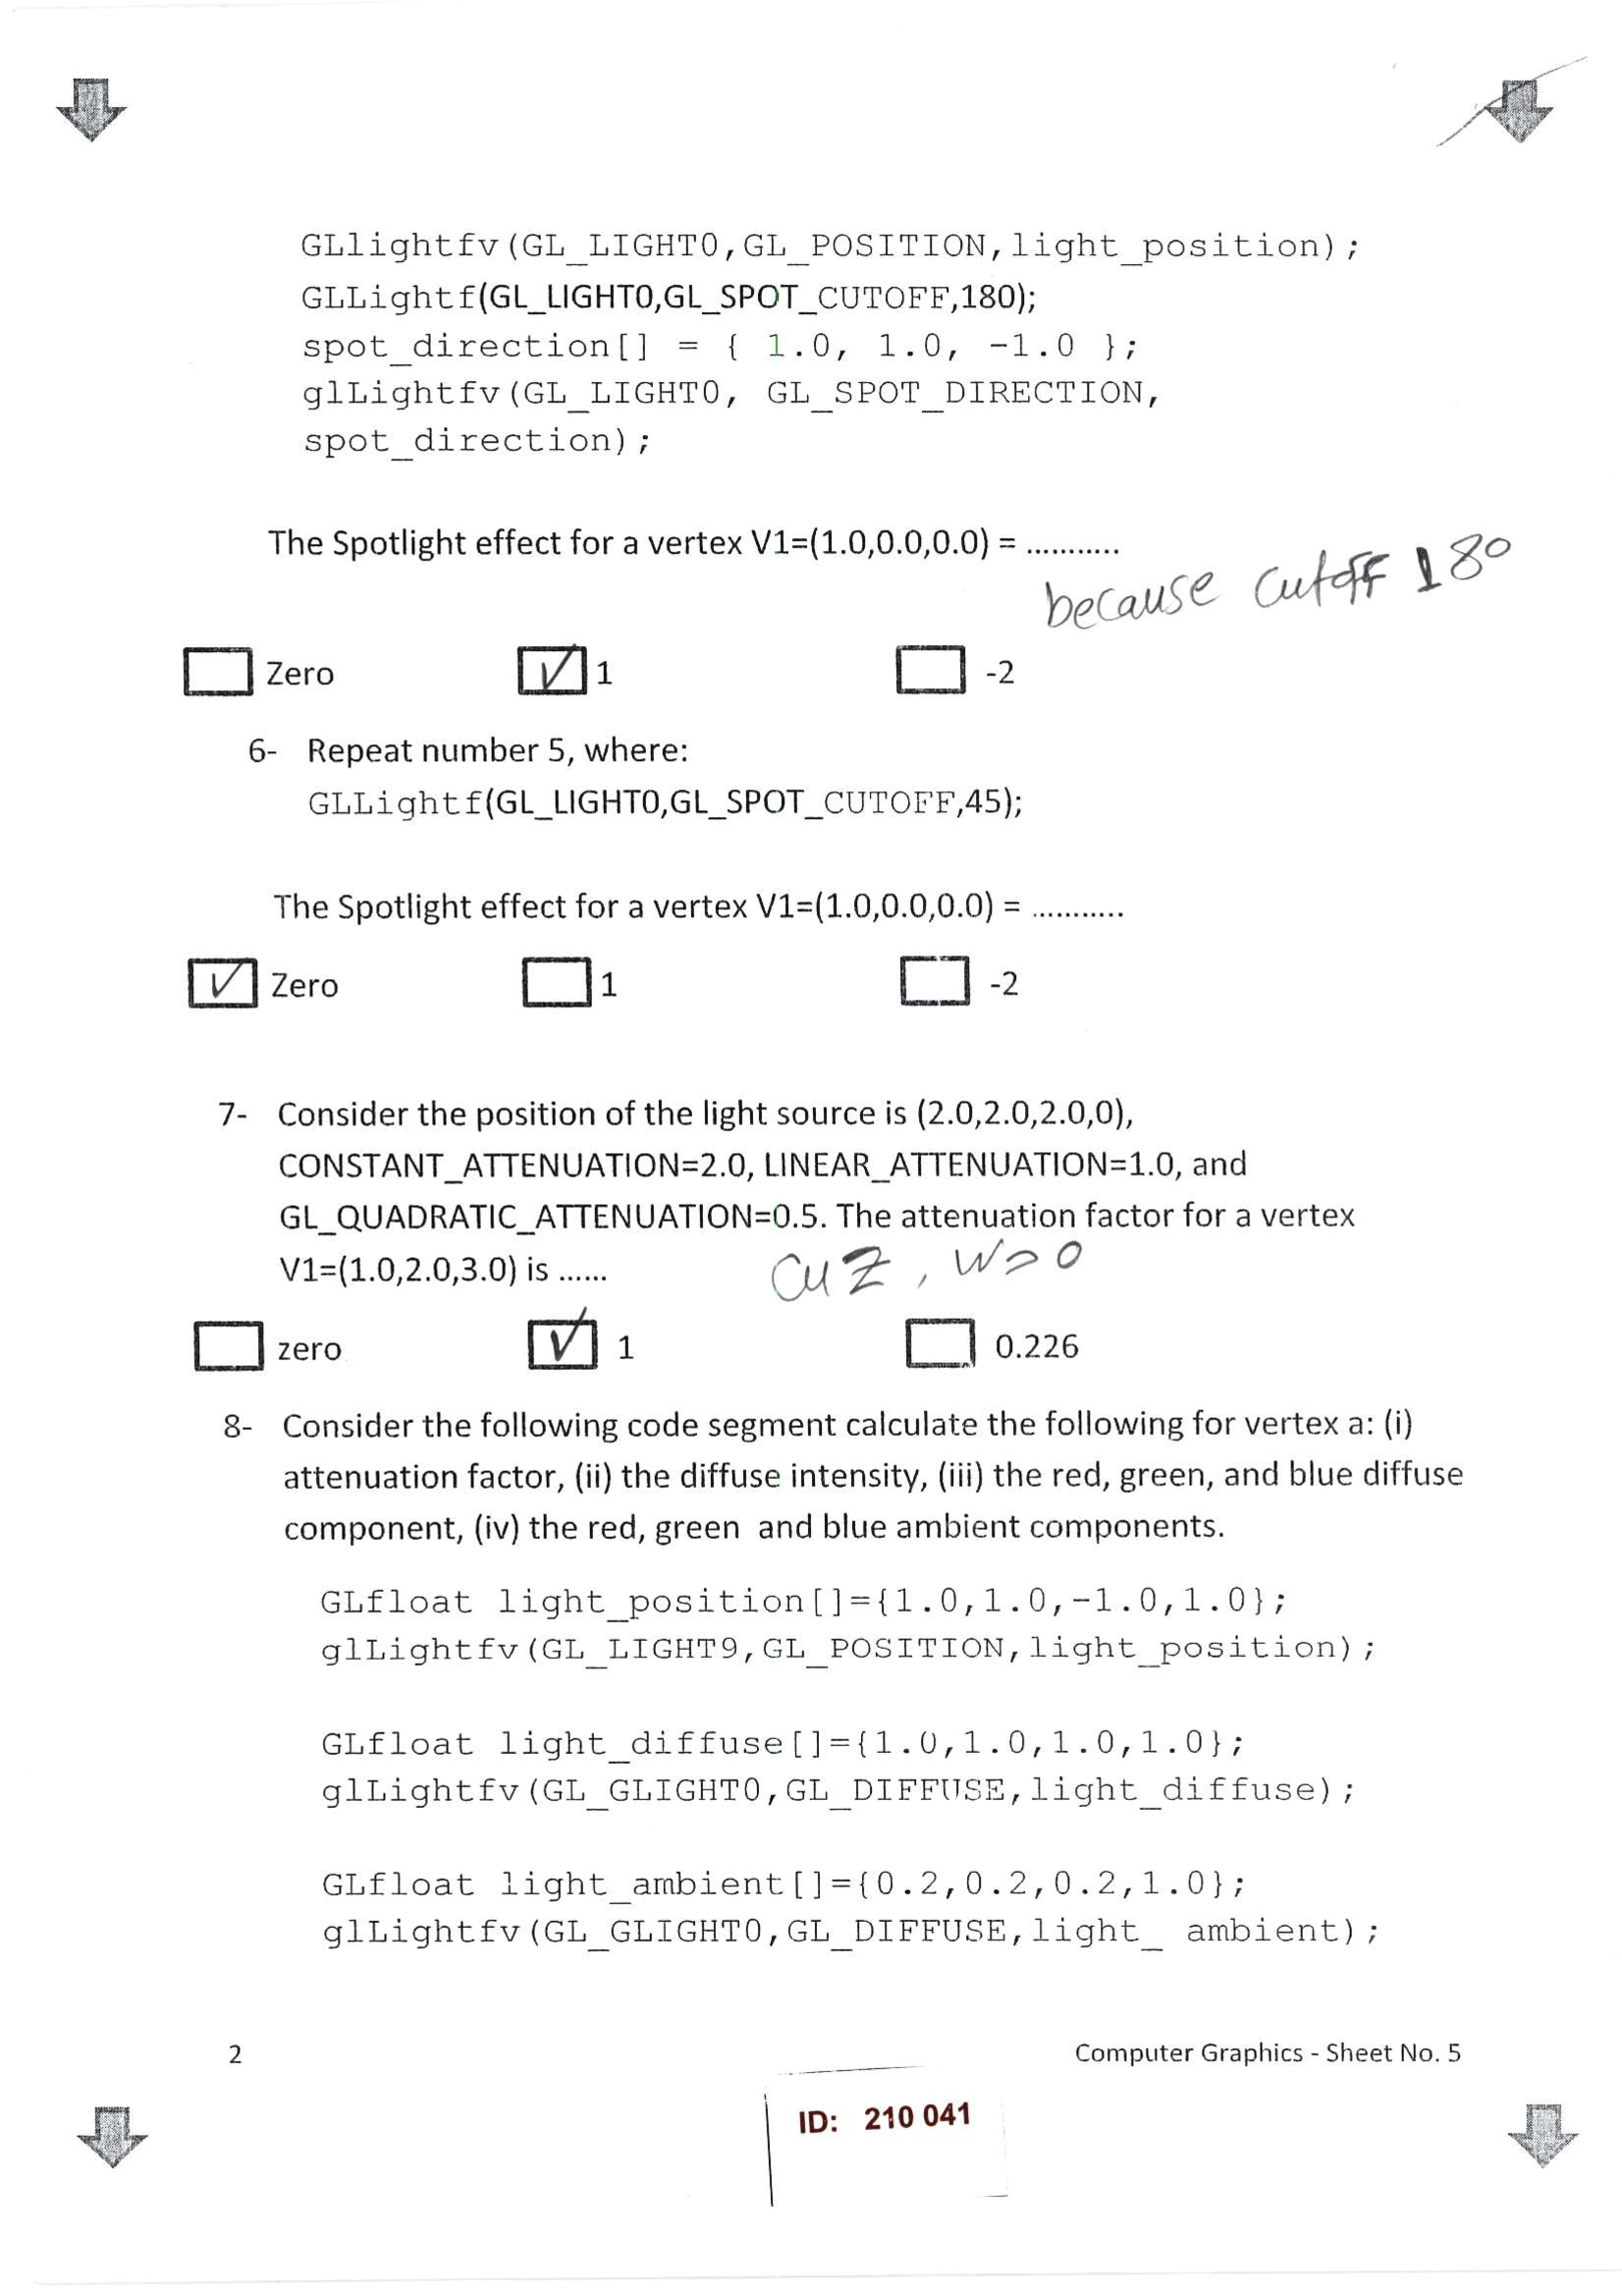 GLlightfv(GL_LIGHT0,GL_POSITION,light_position);
GLLightf(GL_LIGHT0,GL_SPOT_CUTOFF,180);
spot_direction[] = { 1.0, 1.0, -1.0 };
glLightfv(GL_LIGHT0, GL_SPOT_DIRECTION,
spot_direction);
The Spotlight effect for a vertex V1=(1.0,0.0,0.0) = ...........
because cutoff 180
Zero 1 -2
6- Repeat number 5, where:
GLLightf(GL_LIGHT0,GL_SPOT_CUTOFF,45);
The Spotlight effect for a vertex V1=(1.0,0.0,0.0) = ...........
Zero 1 -2
7- Consider the position of the light source is (2.0,2.0,2.0,0),
CONSTANT_ATTENUATION=2.0, LINEAR_ATTENUATION=1.0, and
GL_QUADRATIC_ATTENUATION=0.5. The attenuation factor for a vertex
V1=(1.0,2.0,3.0) is ......
cuz, w=0
zero 1 0.226
8- Consider the following code segment calculate the following for vertex a: (i)
attenuation factor, (ii) the diffuse intensity, (iii) the red, green, and blue diffuse
component, (iv) the red, green and blue ambient components.
GLfloat light_position[]={1.0,1.0,-1.0,1.0};
glLightfv(GL_LIGHT9,GL_POSITION,light_position);
GLfloat light_diffuse[]={1.0,1.0,1.0,1.0};
glLightfv(GL_GLIGHT0,GL_DIFFUSE,light_diffuse);
GLfloat light_ambient[]={0.2,0.2,0.2,1.0};
glLightfv(GL_GLIGHT0,GL_DIFFUSE,light_ ambient);
2 Computer Graphics - Sheet No. 5
ID: 210 041